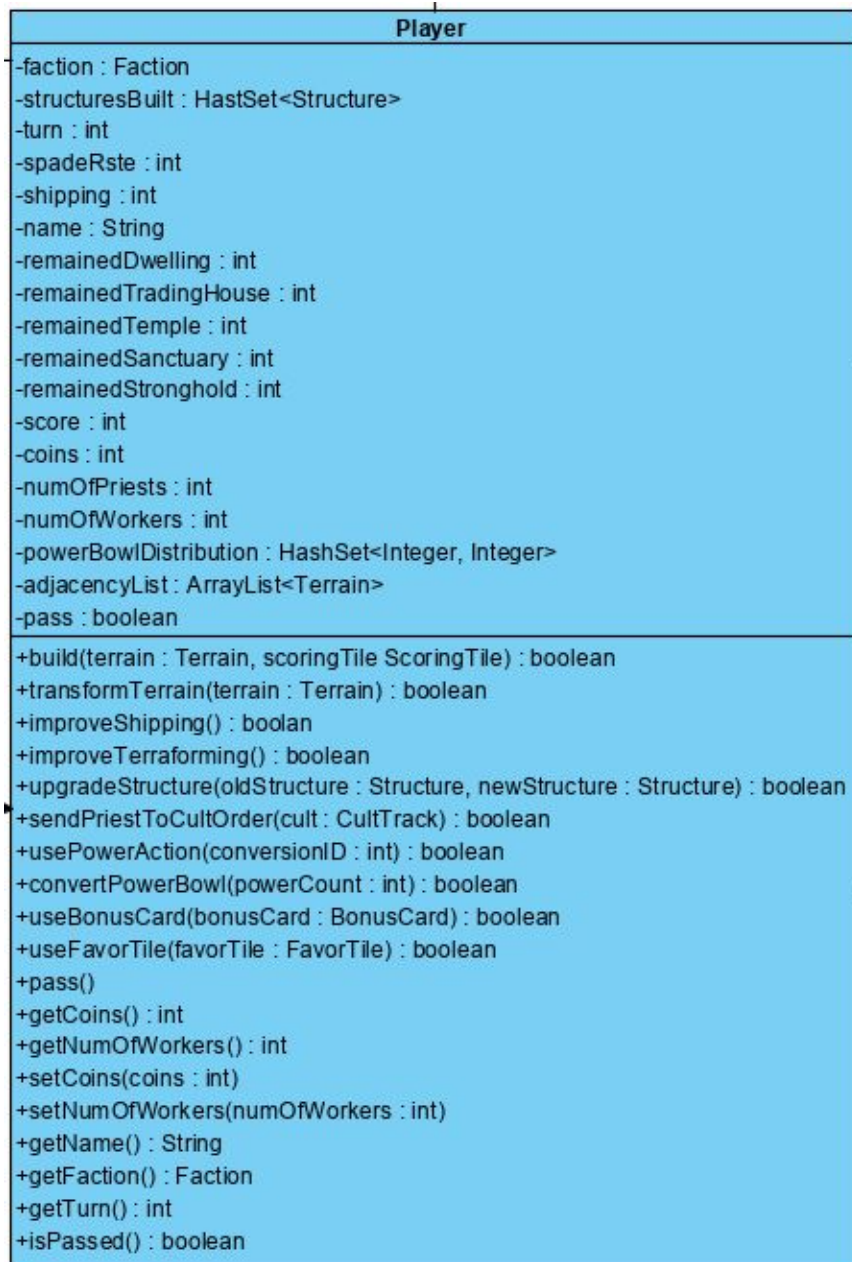 Player
-faction : Faction
-structuresBuilt : HastSet<Structure>
-turn : int
-spadeRste : int
-shipping : int
-name : String
-remainedDwelling : int
-remainedTradingHouse : int
-remainedTemple : int
-remainedSanctuary : int
-remainedStronghold : int
-score : int
-coins : int
-numOfPriests : int
-numOfWorkers : int
-powerBowlDistribution : HashSet<Integer, Integer>
-adjacencyList : ArrayList<Terrain>
-pass : boolean
+build(terrain : Terrain, scoringTile ScoringTile) : boolean
+transformTerrain(terrain : Terrain) : boolean
+improveShipping() : boolan
+improveTerraforming() : boolean
+upgradeStructure(oldStructure : Structure, newStructure : Structure) : boolean
+sendPriestToCultOrder(cult : CultTrack) : boolean
+usePowerAction(conversionID : int) : boolean
+convertPowerBowl(powerCount : int) : boolean
+useBonusCard(bonusCard : BonusCard) : boolean
+useFavorTile(favorTile : FavorTile) : boolean
+pass()
+getCoins() : int
+getNumOfWorkers() : int
+setCoins(coins : int)
+setNumOfWorkers(numOfWorkers : int)
+getName() : String
+getFaction() : Faction
+getTurn() : int
+isPassed() : boolean